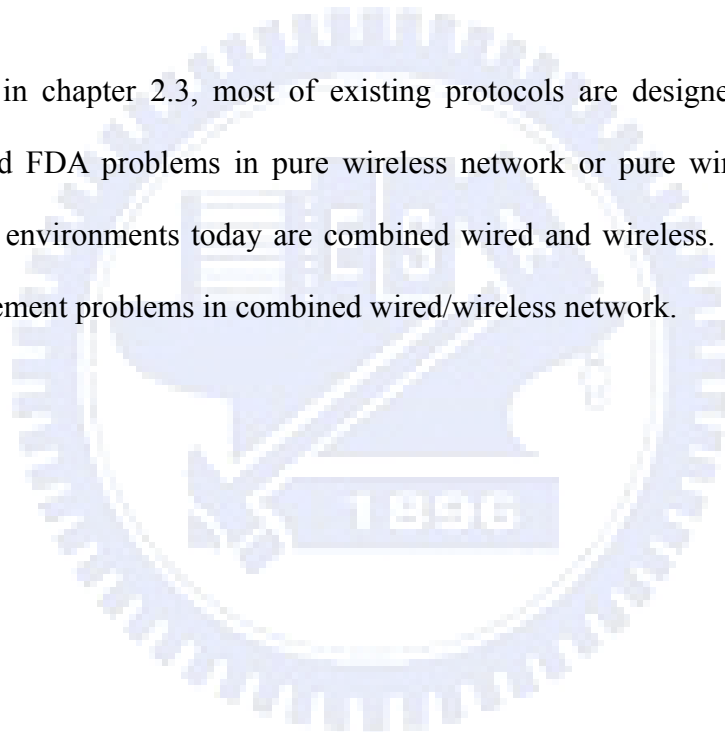 in chapter 2.3, most of existing protocols are designe
d FDA problems in pure wireless network or pure wir
environments today are combined wired and wireless.
ement problems in combined wired/wireless network.
E S
1896